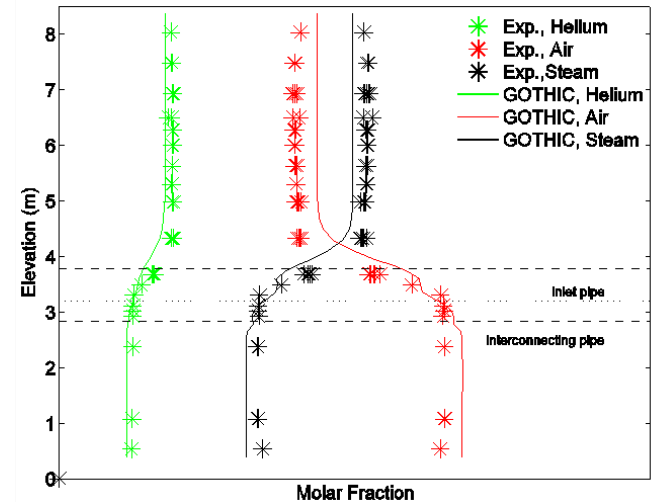 Exp., Helium
Exp., Air
Exp.,Steam
GOTHIC, Helium
GOTHIC, Air
GOTHIC, Steam
8
7
6
5
4
3
2
1
0
Elevation (m)
Inlet pipe
Interconnecting pipe
Molar Fraction